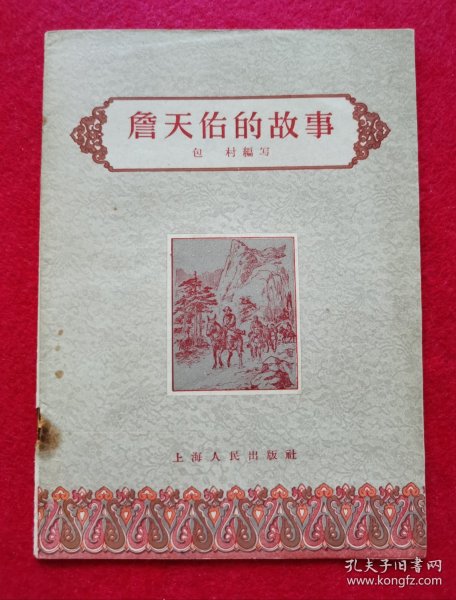 詹天佑的故事
包 村編写
上海人民出版社
孔夫子旧书网
www.kongfz.com